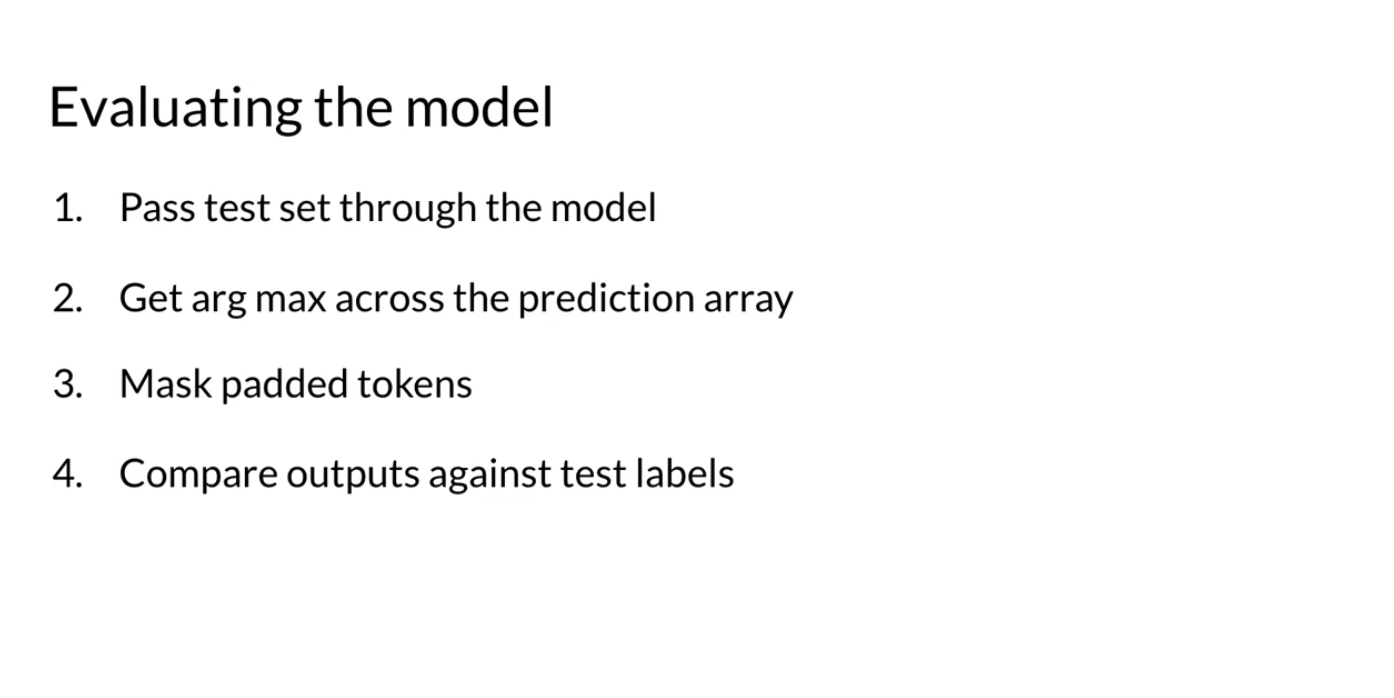 Evaluating the model
1. Pass test set through the model
2. Get arg max across the prediction array
3. Mask padded tokens
4. Compare outputs against test labels